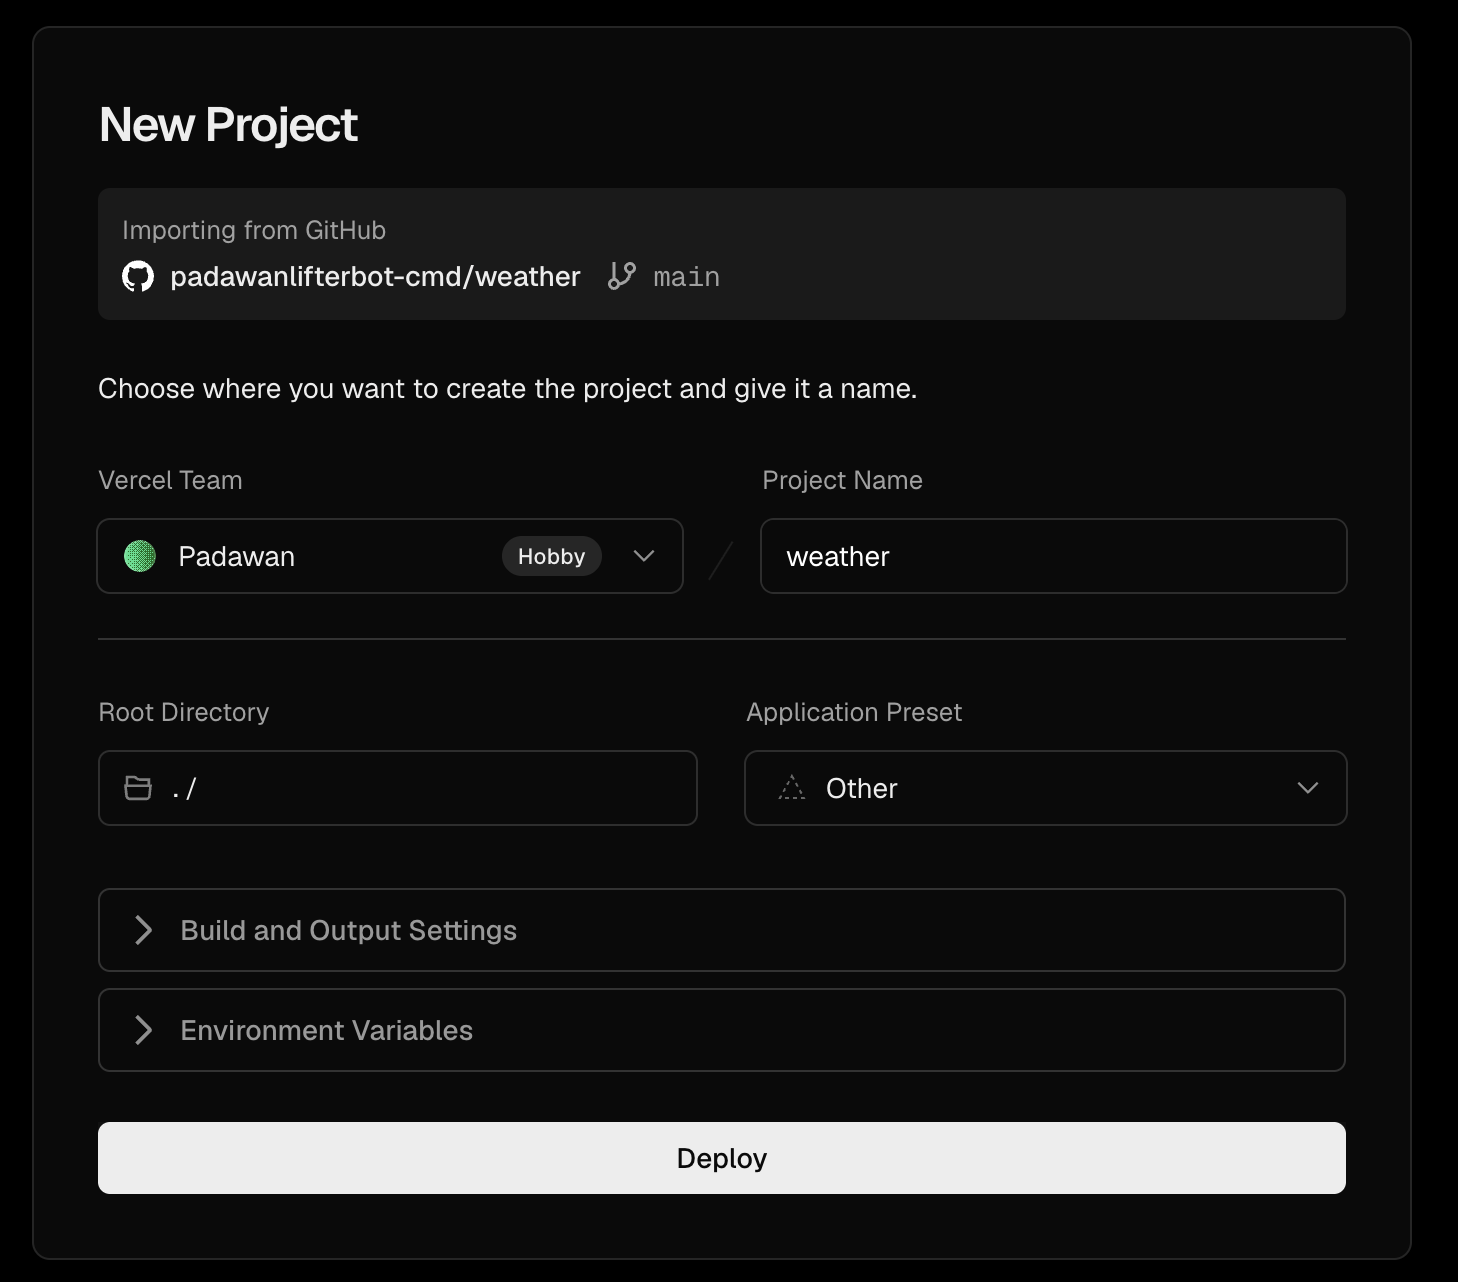 New Project
Importing from GitHub
padawanlifterbot-cmd/weather main
Choose where you want to create the project and give it a name.
Vercel Team
Project Name
Padawan Hobby / weather
Root Directory
Application Preset
./
Other
Build and Output Settings
Environment Variables
Deploy